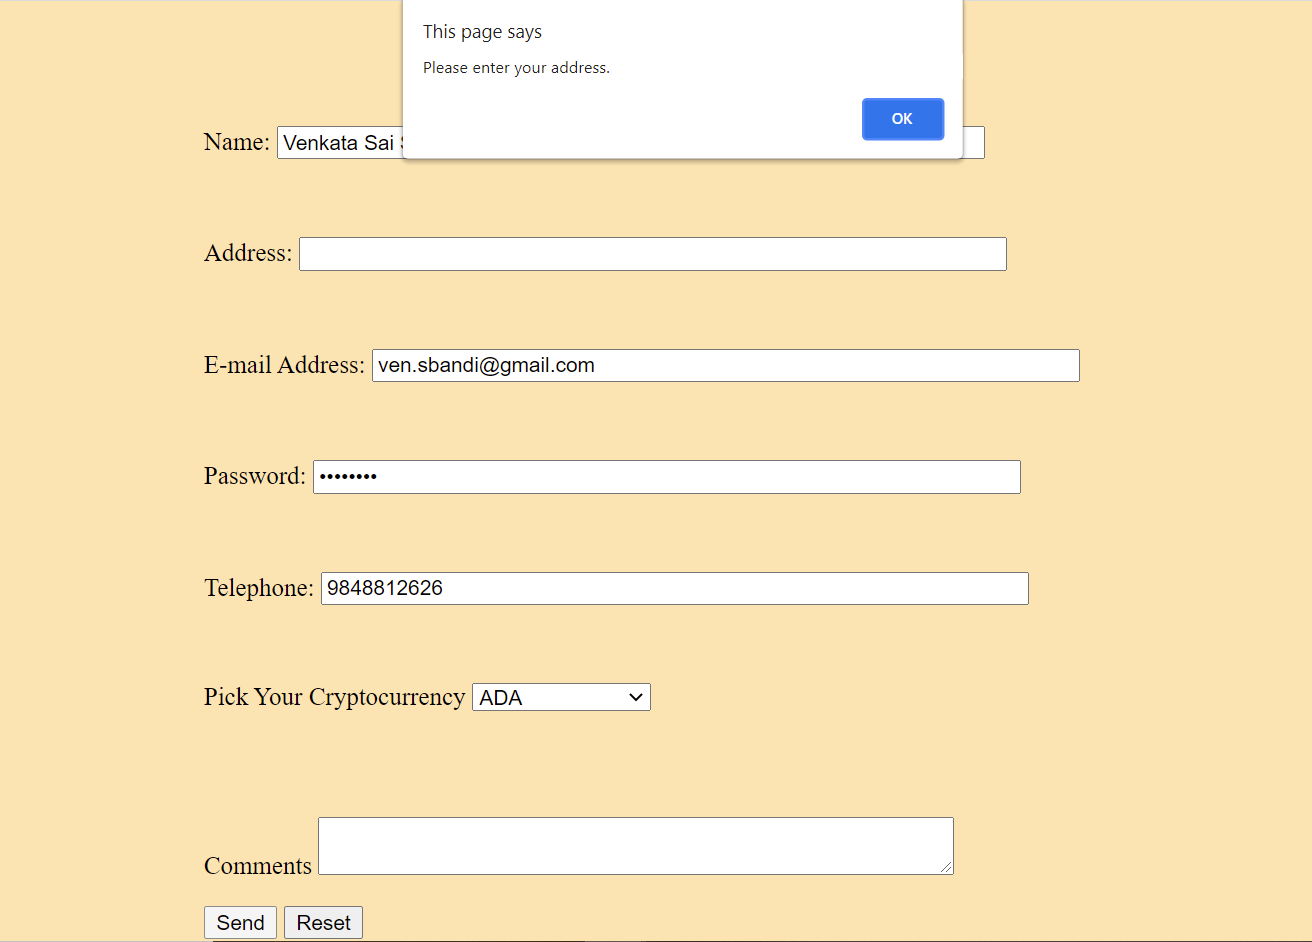 This page says
Please enter your address.
OK
Name: Venkata Sai
Address:
E-mail Address: ven.sbandi@gmail.com
Password: ••••••••
Telephone: 9848812626
Pick Your Cryptocurrency ADA
Comments
Send Reset